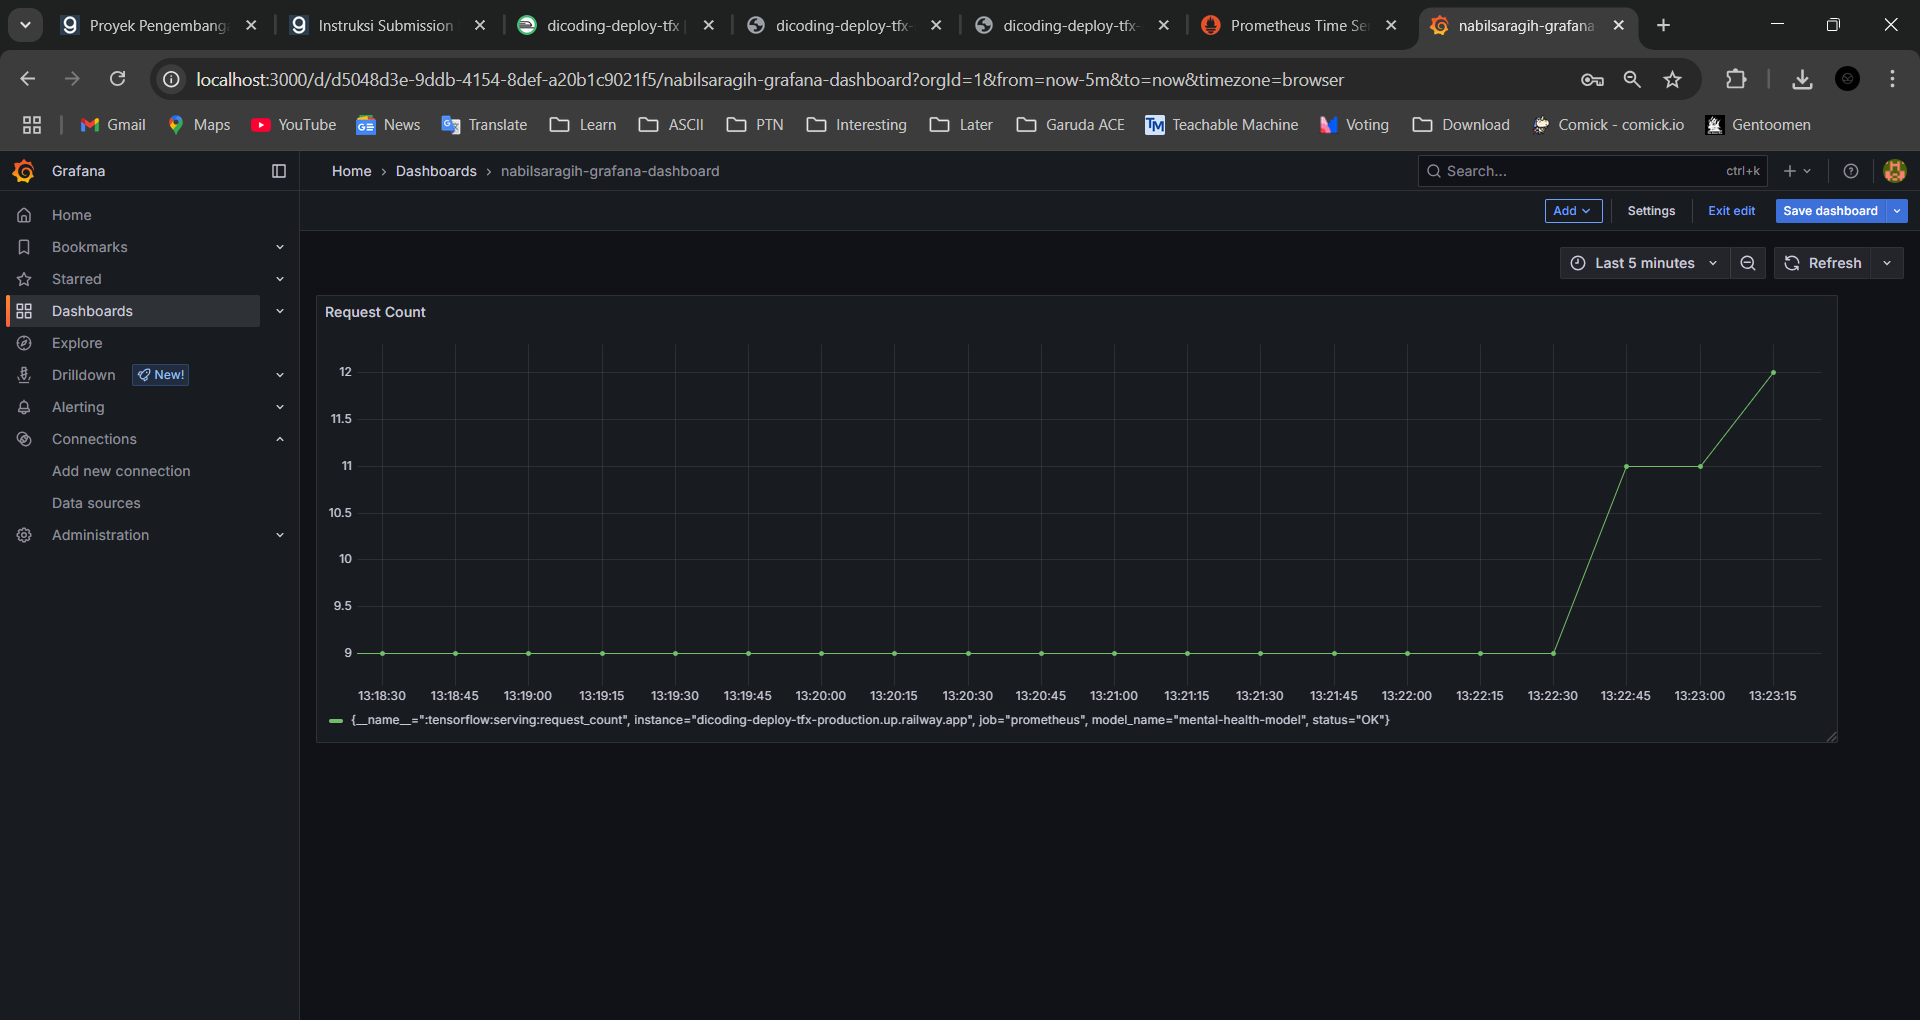 Proyek Pengembang
Instruksi Submission
dicoding-deploy-tfx
dicoding-deploy-tfx-
dicoding-deploy-tfx-
Prometheus Time Se
nabilsaragih-grafana-
localhost:3000/d/d5048d3e-9ddb-4154-8def-a20b1c9021f5/nabilsaragih-grafana-dashboard?orgId=1&from=now-5m&to=now&timezone=browser
Gmail Maps YouTube News Translate Learn ASCII PTN Interesting Later Garuda ACE Teachable Machine Voting Download Comick - comick.io Gentoomen
Grafana
Home › Dashboards › nabilsaragih-grafana-dashboard
Search...
ctrl+k
Add
Settings
Exit edit
Save dashboard
Home
Bookmarks
Starred
Dashboards
Explore
Drilldown New!
Alerting
Connections
Add new connection
Data sources
Administration
Last 5 minutes
Refresh
Request Count
12
11.5
11
10.5
10
9.5
9
13:18:30 13:18:45 13:19:00 13:19:15 13:19:30 13:19:45 13:20:00 13:20:15 13:20:30 13:20:45 13:21:00 13:21:15 13:21:30 13:21:45 13:22:00 13:22:15 13:22:30 13:22:45 13:23:00 13:23:15
{__name__=":tensorflow:serving:request_count", instance="dicoding-deploy-tfx-production.up.railway.app", job="prometheus", model_name="mental-health-model", status="OK"}